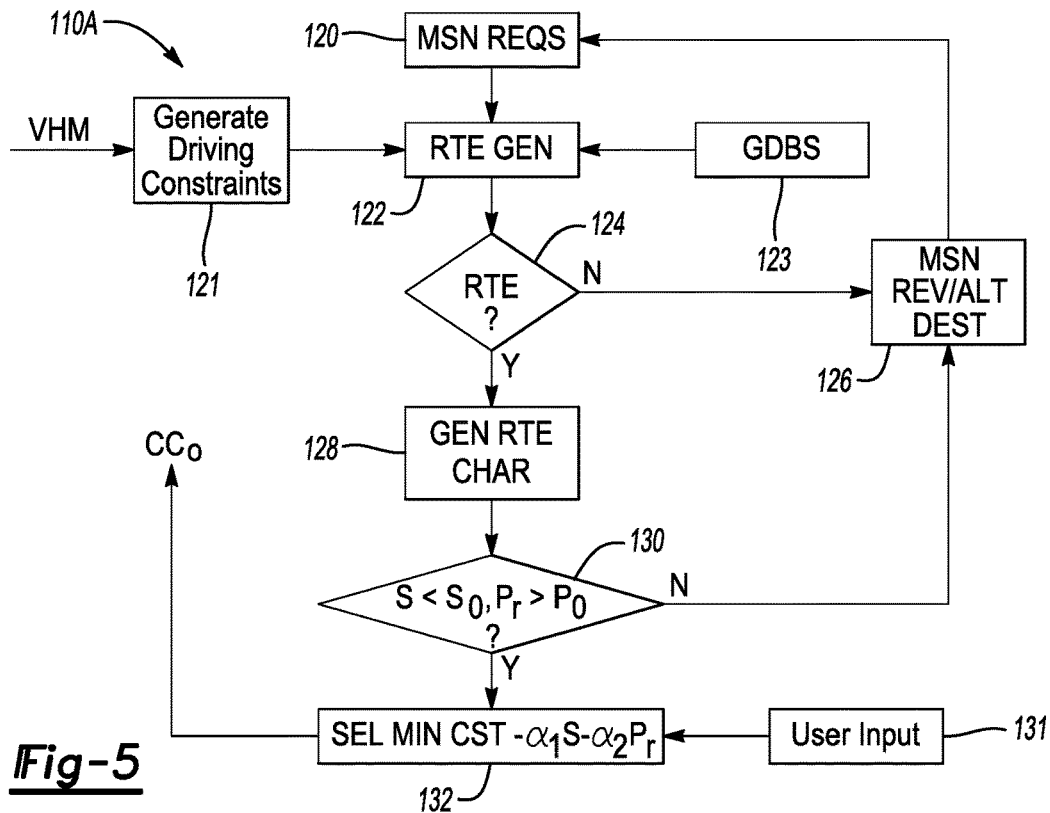 110A
120
MSN REQS
VHM
Generate
Driving
Constraints
121
RTE GEN
122
GDBS
123
124
RTE
?
N
Y
MSN
REV/ALT
DEST
126
128
GEN RTE
CHAR
CCo
130
S < S0, Pr > P0
?
N
Y
SEL MIN CST -α1S-α2Pr
132
User Input
131
Fig-5